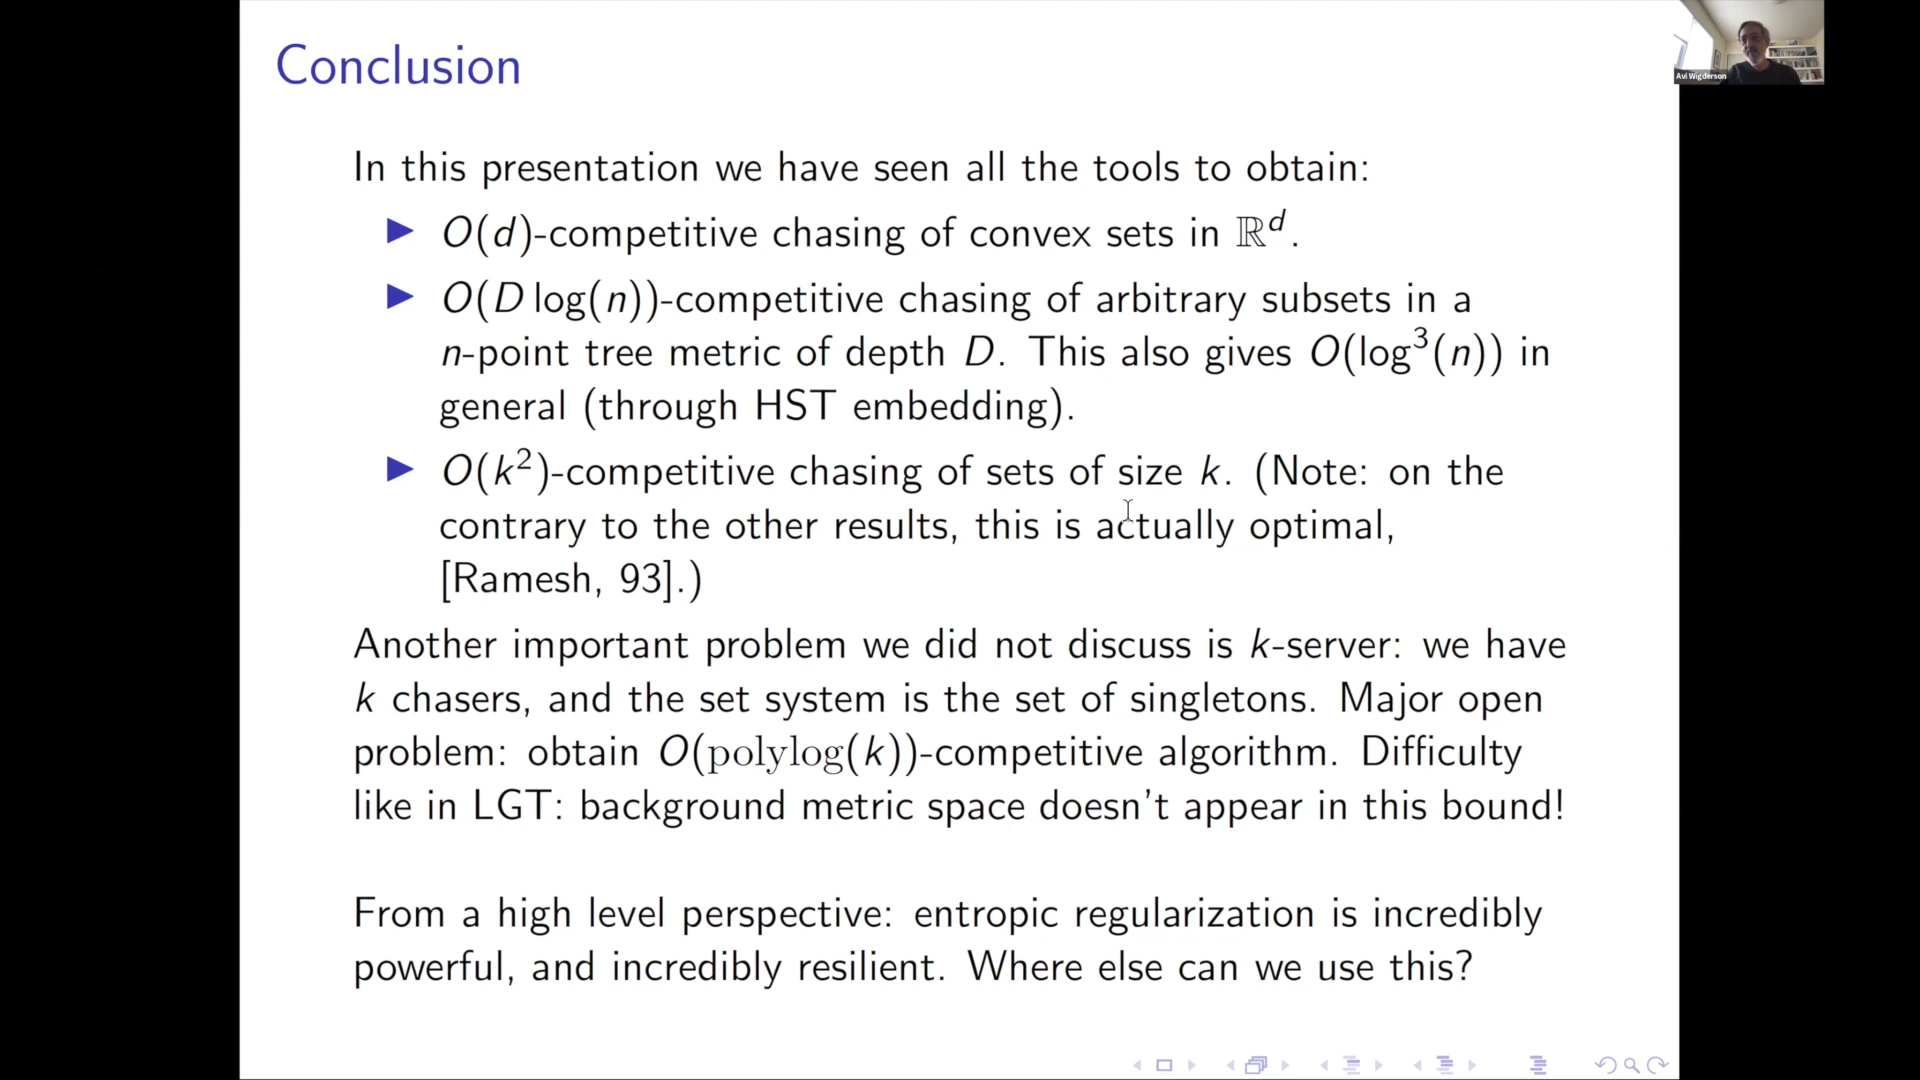 Conclusion
Avi Wigderson
In this presentation we have seen all the tools to obtain:
▶ O(d)-competitive chasing of convex sets in ℝ^d.
▶ O(D log(n))-competitive chasing of arbitrary subsets in a
n-point tree metric of depth D. This also gives O(log³(n)) in
general (through HST embedding).
▶ O(k²)-competitive chasing of sets of size k. (Note: on the
contrary to the other results, this is actually optimal,
[Ramesh, 93].)
Another important problem we did not discuss is k-server: we have
k chasers, and the set system is the set of singletons. Major open
problem: obtain O(polylog(k))-competitive algorithm. Difficulty
like in LGT: background metric space doesn't appear in this bound!
From a high level perspective: entropic regularization is incredibly
powerful, and incredibly resilient. Where else can we use this?